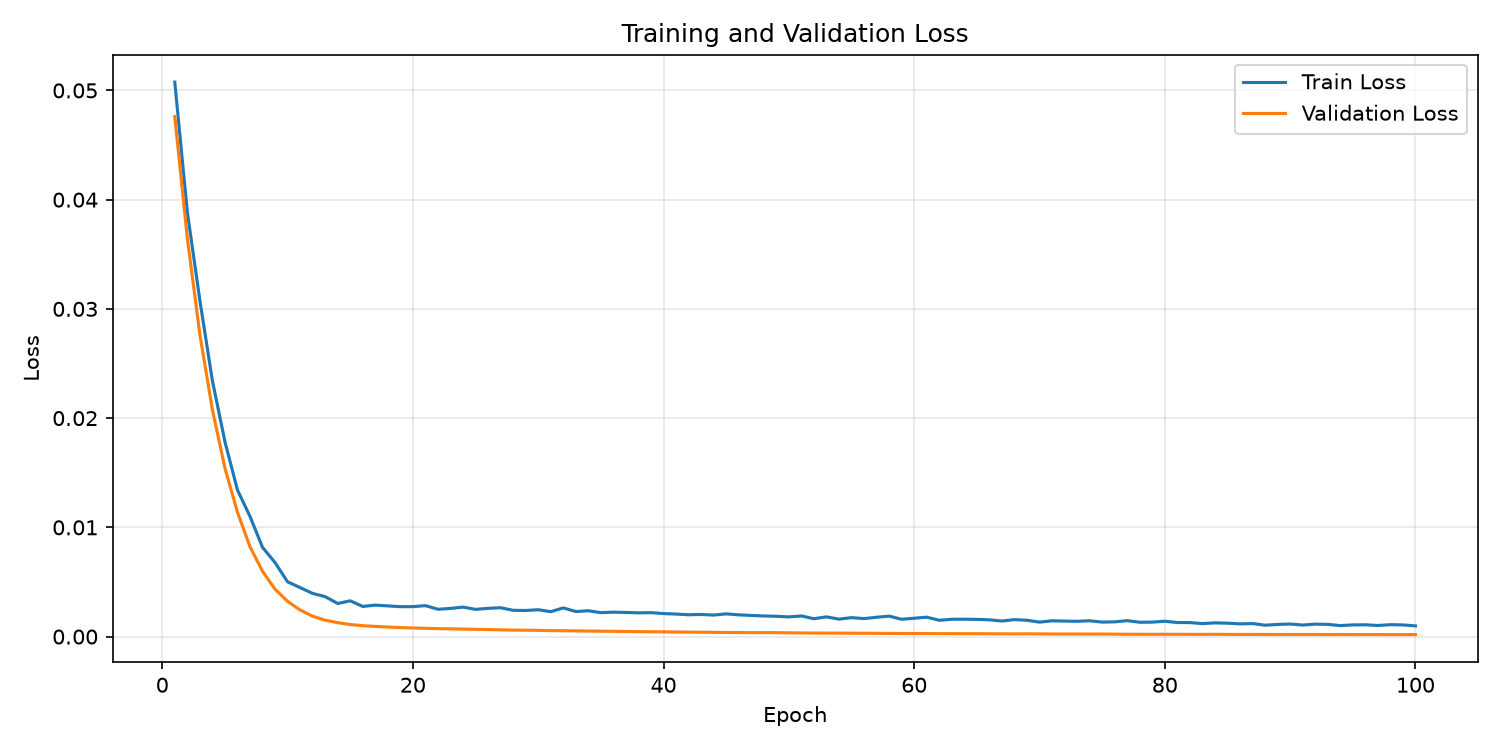 Training and Validation Loss
Train Loss
Validation Loss
0.05
0.04
0.03
0.02
0.01
0.00
Loss
0 20 40 60 80 100
Epoch